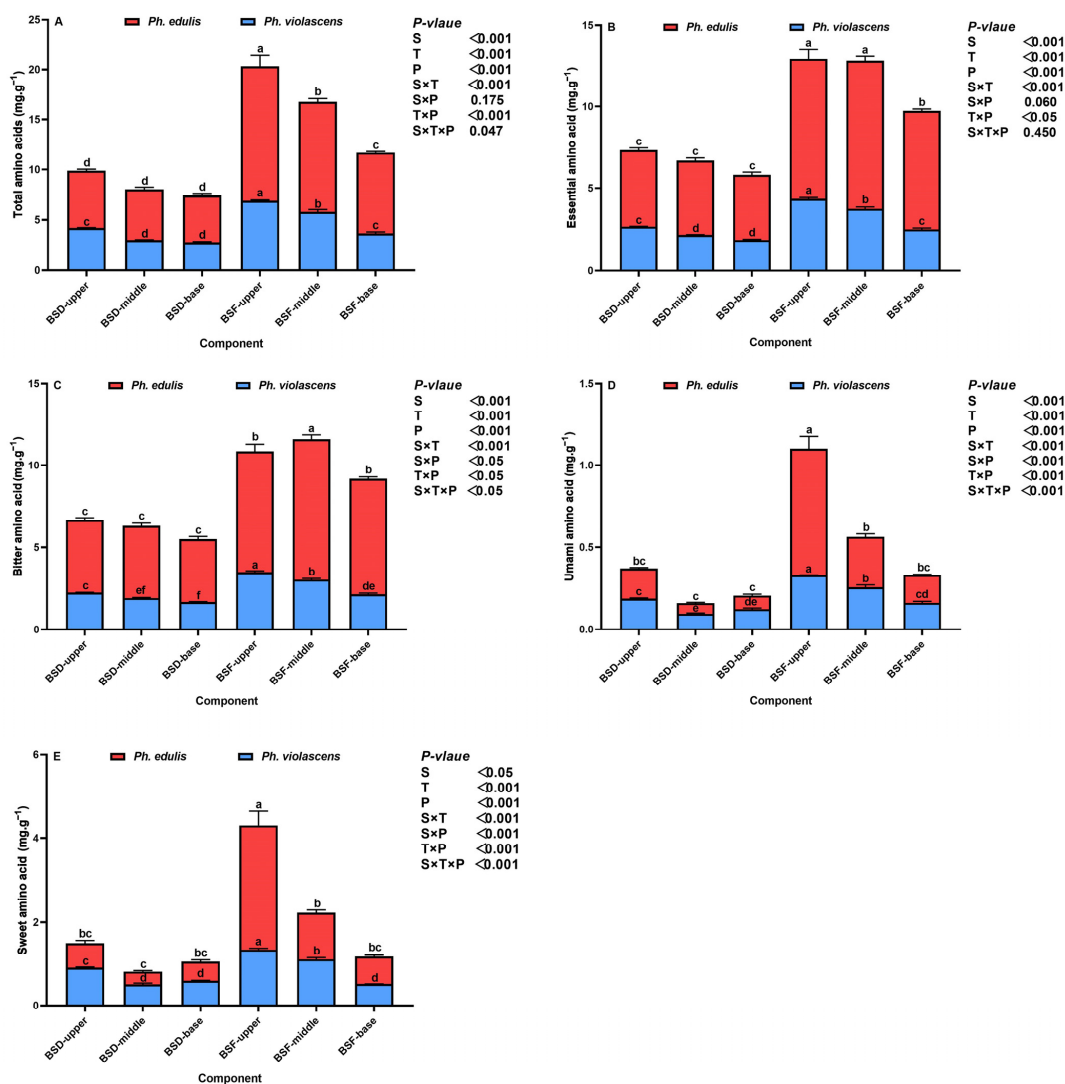 A Ph. edulis Ph. violascens
P-vlaue
S <0.001
T <0.001
P <0.001
S×T <0.001
S×P 0.175
T×P <0.001
S×T×P 0.047
Total amino acids (mg.g⁻¹)
25
20
15
10
5
0
d d d a b c
c d d a b c
BSD-upper BSD-middle BSD-base BSF-upper BSF-middle BSF-base
Component
B Ph. edulis Ph. violascens
P-vlaue
S <0.001
T <0.001
P <0.001
S×T <0.001
S×P 0.060
T×P <0.05
S×T×P 0.450
Essential amino acid (mg.g⁻¹)
15
10
5
0
c c c a a b
c d d a b c
BSD-upper BSD-middle BSD-base BSF-upper BSF-middle BSF-base
Component
C Ph. edulis Ph. violascens
P-vlaue
S <0.001
T <0.001
P <0.001
S×T <0.001
S×P <0.05
T×P <0.05
S×T×P <0.05
Bitter amino acid (mg.g⁻¹)
15
10
5
0
c c c b a b
c ef f a b de
BSD-upper BSD-middle BSD-base BSF-upper BSF-middle BSF-base
Component
D Ph. edulis Ph. violascens
P-vlaue
S <0.001
T <0.001
P <0.001
S×T <0.001
S×P <0.001
T×P <0.001
S×T×P <0.001
Umami amino acid (mg.g⁻¹)
1.5
1.0
0.5
0.0
bc c c a b bc
c e de a b cd
BSD-upper BSD-middle BSD-base BSF-upper BSF-middle BSF-base
Component
E Ph. edulis Ph. violascens
P-vlaue
S <0.05
T <0.001
P <0.001
S×T <0.001
S×P <0.001
T×P <0.001
S×T×P <0.001
Sweet amino acid (mg.g⁻¹)
6
4
2
0
bc c bc a b bc
c d d a b d
BSD-upper BSD-middle BSD-base BSF-upper BSF-middle BSF-base
Component